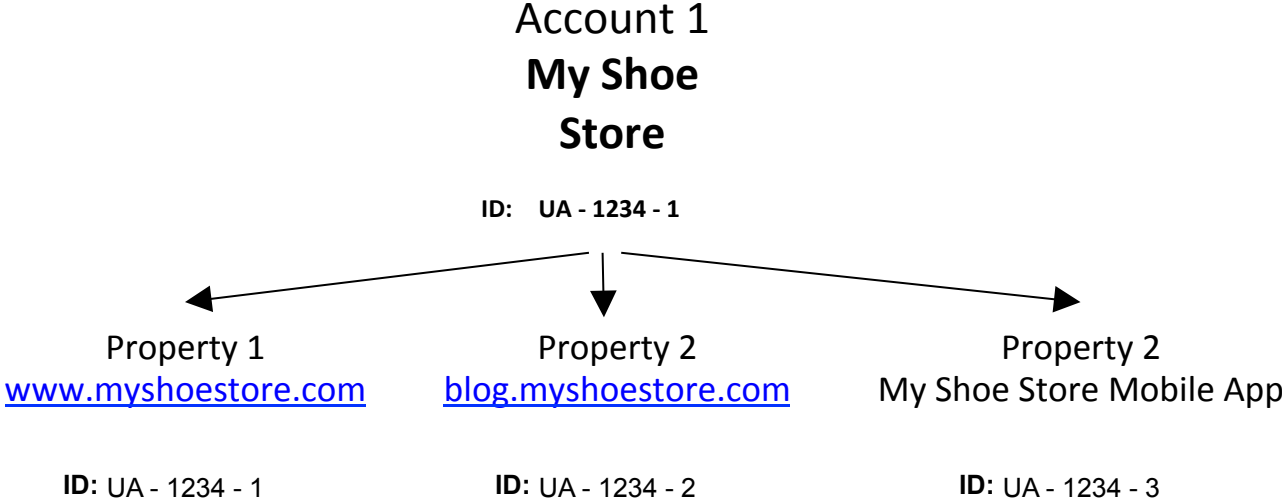 Account 1
My Shoe
Store
ID: UA - 1234 - 1
Property 1 Property 2 Property 2
www.myshoestore.com blog.myshoestore.com My Shoe Store Mobile App
ID: UA - 1234 - 1 ID: UA - 1234 - 2 ID: UA - 1234 - 3